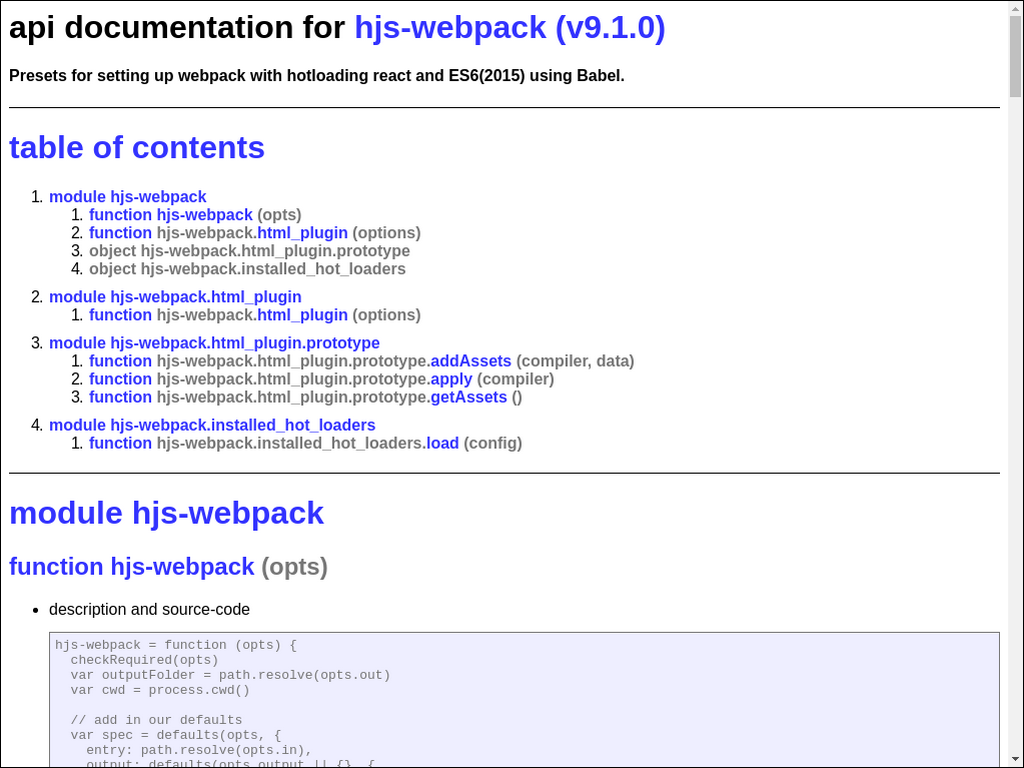 api documentation for hjs-webpack (v9.1.0)
Presets for setting up webpack with hotloading react and ES6(2015) using Babel.
table of contents
1. module hjs-webpack
1. function hjs-webpack (opts)
2. function hjs-webpack.html_plugin (options)
3. object hjs-webpack.html_plugin.prototype
4. object hjs-webpack.installed_hot_loaders
2. module hjs-webpack.html_plugin
1. function hjs-webpack.html_plugin (options)
3. module hjs-webpack.html_plugin.prototype
1. function hjs-webpack.html_plugin.prototype.addAssets (compiler, data)
2. function hjs-webpack.html_plugin.prototype.apply (compiler)
3. function hjs-webpack.html_plugin.prototype.getAssets ()
4. module hjs-webpack.installed_hot_loaders
1. function hjs-webpack.installed_hot_loaders.load (config)
module hjs-webpack
function hjs-webpack (opts)
• description and source-code
hjs-webpack = function (opts) {
checkRequired(opts)
var outputFolder = path.resolve(opts.out)
var cwd = process.cwd()
// add in our defaults
var spec = defaults(opts, {
entry: path.resolve(opts.in),
output: defaults(opts.output || {}, {